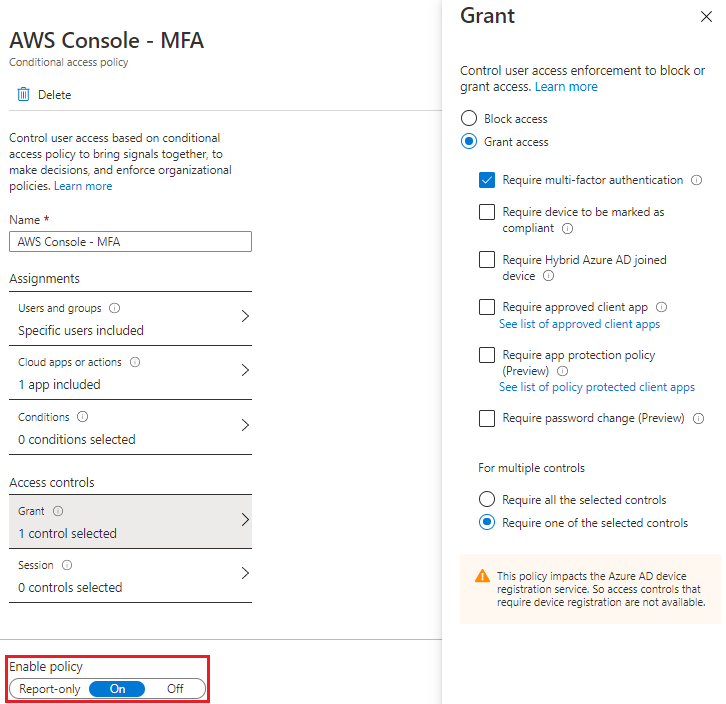 AWS Console - MFA
Conditional access policy
Delete
Control user access based on conditional
access policy to bring signals together, to
make decisions, and enforce organizational
policies. Learn more
Name *
AWS Console - MFA
Assignments
Users and groups
Specific users included
Cloud apps or actions
1 app included
Conditions
0 conditions selected
Access controls
Grant
1 control selected
Session
0 controls selected
Enable policy
Report-only On Off
Grant
Control user access enforcement to block or
grant access. Learn more
Block access
Grant access
Require multi-factor authentication
Require device to be marked as
compliant
Require Hybrid Azure AD joined
device
Require approved client app
See list of approved client apps
Require app protection policy
(Preview)
See list of policy protected client apps
Require password change (Preview)
For multiple controls
Require all the selected controls
Require one of the selected controls
This policy impacts the Azure AD device
registration service. So access controls that
require device registration are not available.